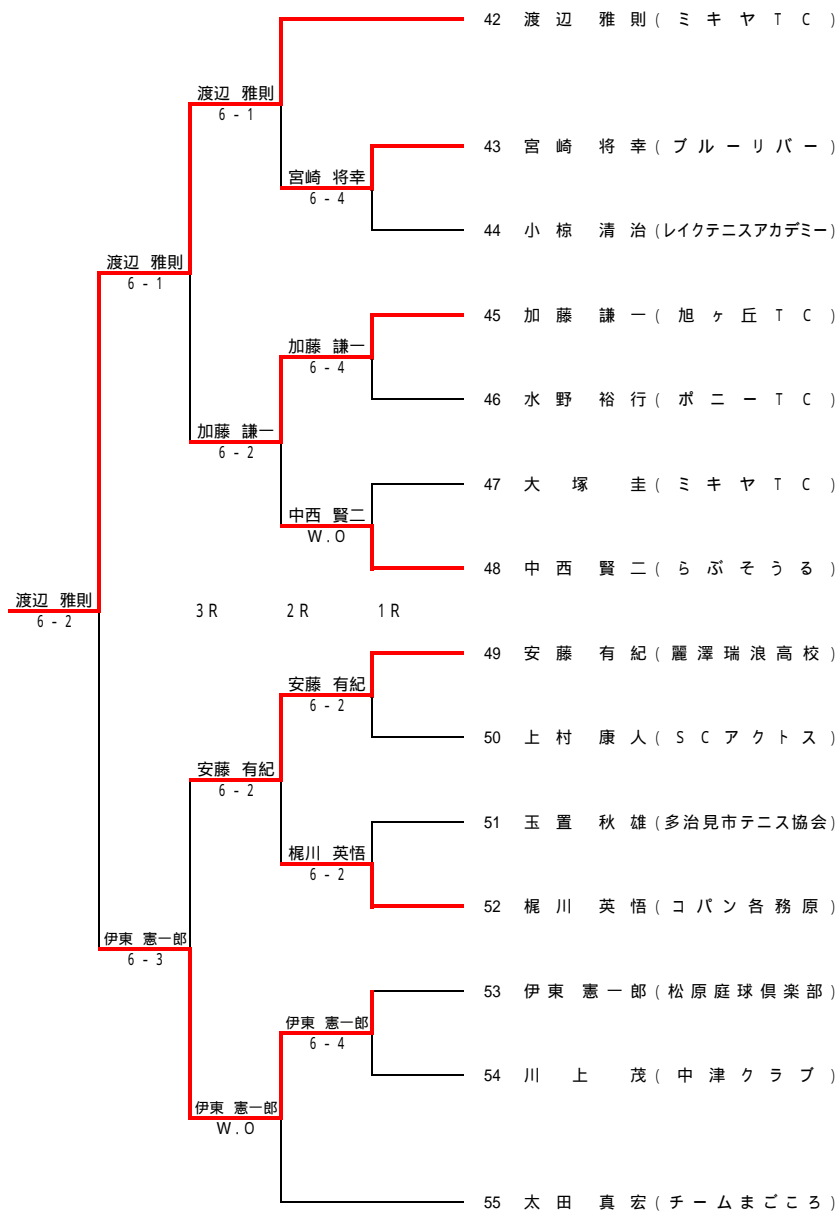 42 渡辺 雅則(ミキヤTC)
渡辺 雅則
6-1
43 宮崎 将幸(ブルーリバー)
宮崎 将幸
6-4
44 小椋 清治(レイクテニスアカデミー)
渡辺 雅則
6-1
45 加藤 謙一(旭ヶ丘TC)
加藤 謙一
6-4
46 水野 裕行(ポニーTC)
加藤 謙一
6-2
47 大塚 圭(ミキヤTC)
中西 賢二
W.O
48 中西 賢二(らぶそうる)
渡辺 雅則
6-2
3R 2R 1R
49 安藤 有紀(麗澤瑞浪高校)
安藤 有紀
6-2
50 上村 康人(SCアクトス)
安藤 有紀
6-2
51 玉置 秋雄(多治見市テニス協会)
梶川 英悟
6-2
52 梶川 英悟(コパン各務原)
伊東 憲一郎
6-3
53 伊東 憲一郎(松原庭球倶楽部)
伊東 憲一郎
6-4
54 川上 茂(中津クラブ)
伊東 憲一郎
W.O
55 太田 真宏(チームまごころ)